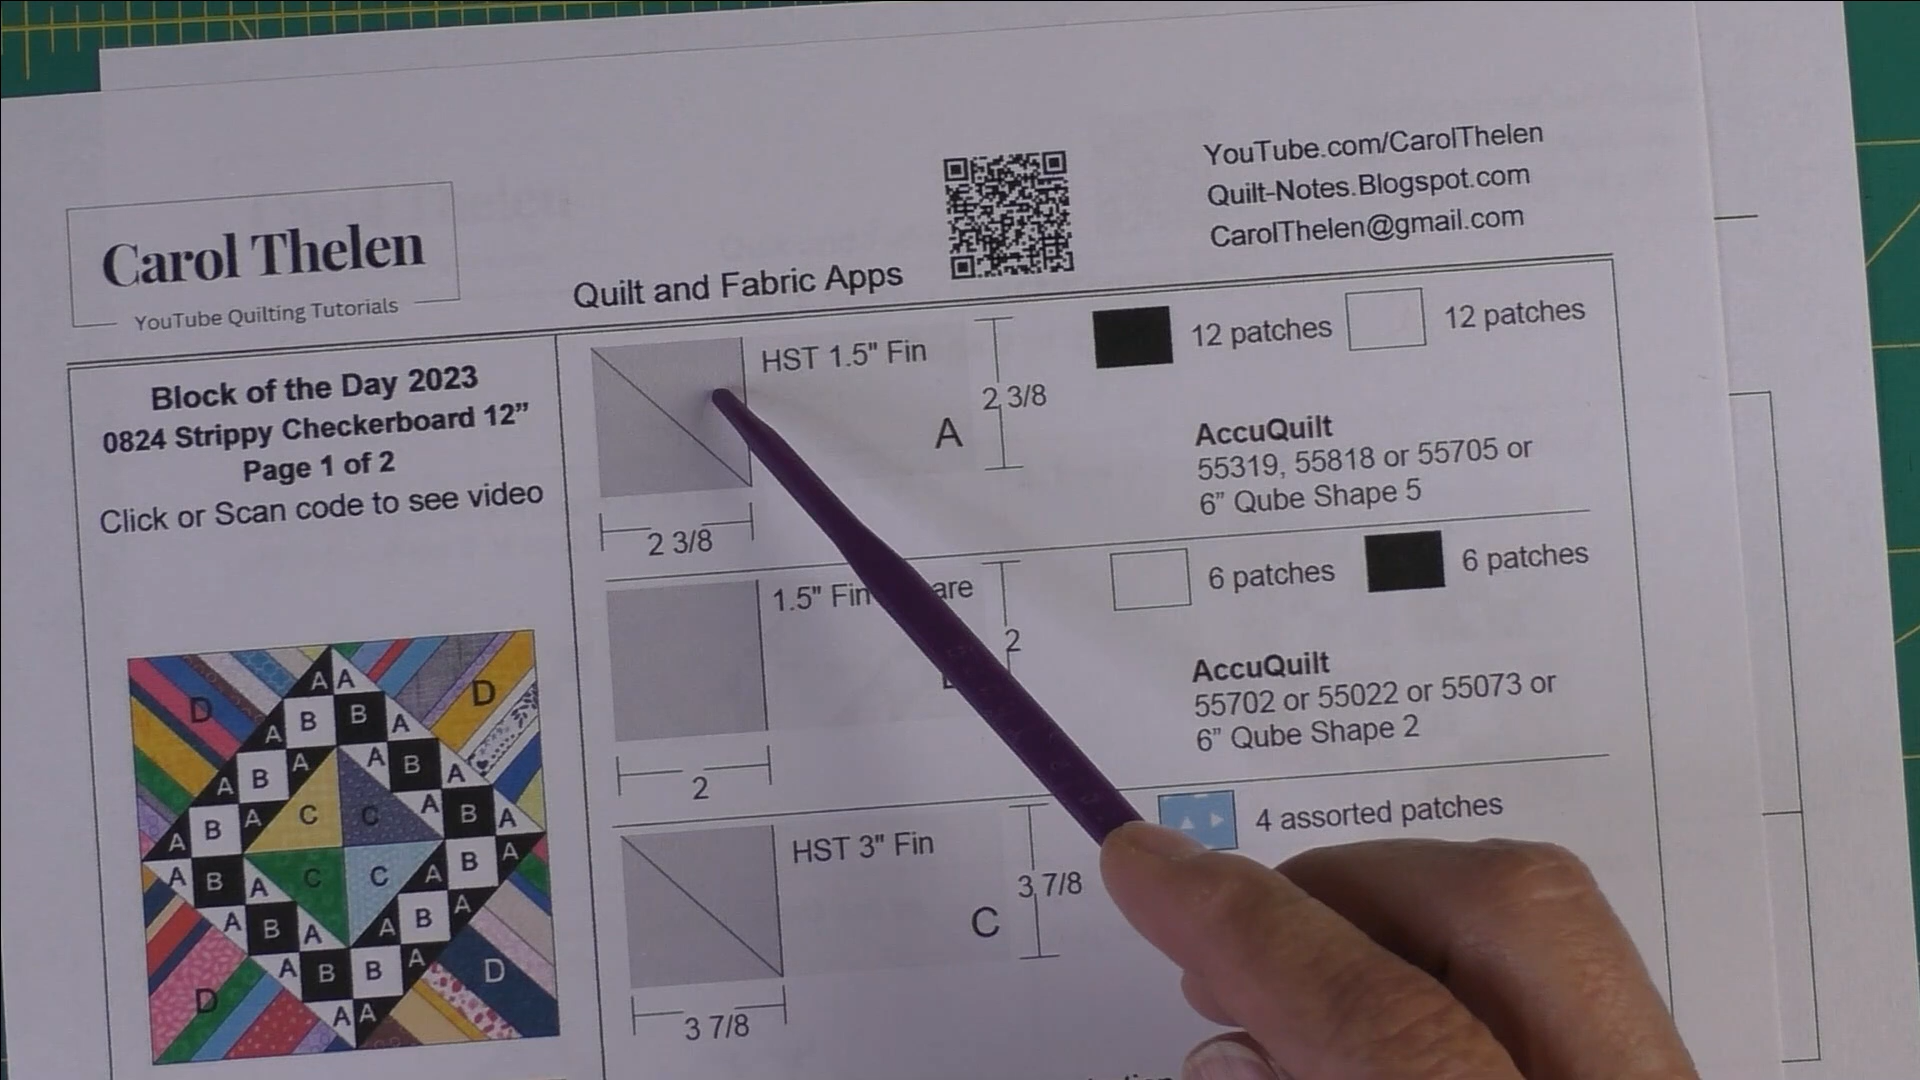 Carol Thelen
YouTube Quilting Tutorials
Quilt and Fabric Apps
YouTube.com/CarolThelen
Quilt-Notes.Blogspot.com
CarolThelen@gmail.com
Block of the Day 2023
0824 Strippy Checkerboard 12”
Page 1 of 2
Click or Scan code to see video
HST 1.5" Fin
A
2 3/8
2 3/8
12 patches
12 patches
AccuQuilt
55319, 55818 or 55705 or
6” Qube Shape 5
1.5" Fin
2
2
6 patches
6 patches
AccuQuilt
55702 or 55022 or 55073 or
6” Qube Shape 2
HST 3" Fin
C
3 7/8
3 7/8
4 assorted patches
A A
D D
A B B A
A B A A B A
A B A C C A B A
A B A C C A B A
A B A A B A
A B B A
D D
A A